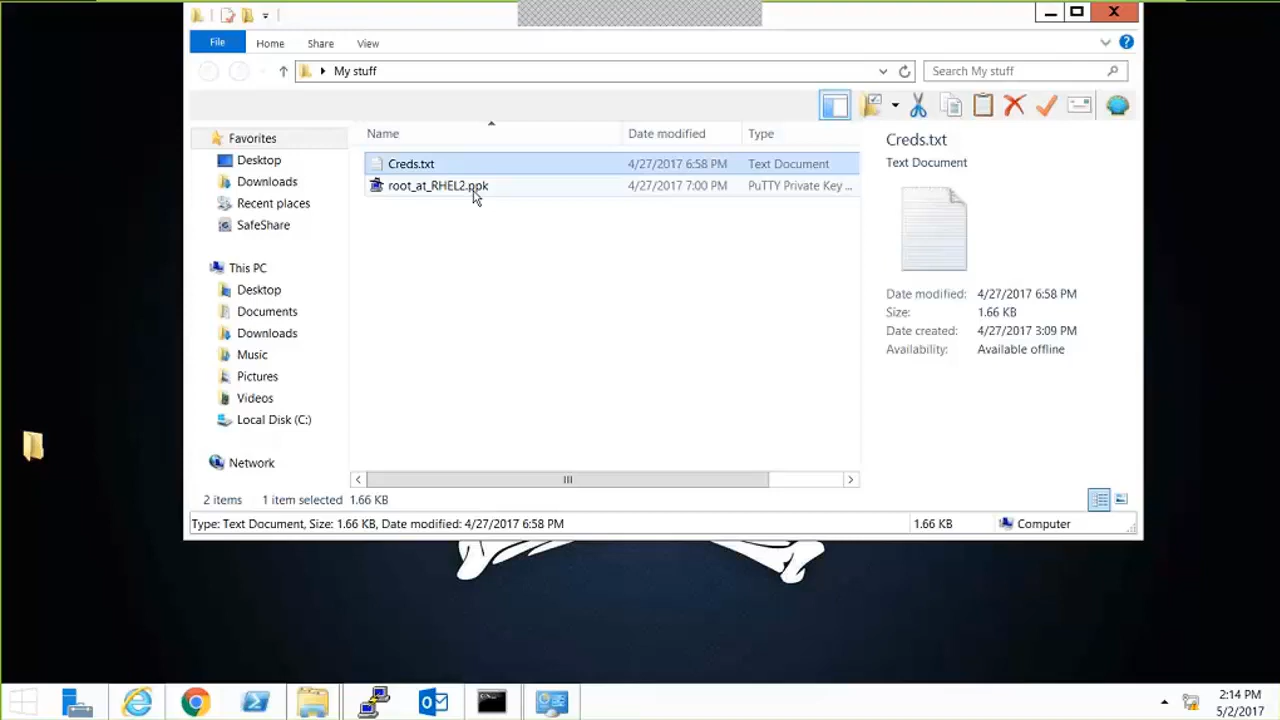 File Home Share View
My stuff
Search My stuff
Name Date modified Type
Favorites
Desktop
Downloads
Recent places
SafeShare
This PC
Desktop
Documents
Downloads
Music
Pictures
Videos
Local Disk (C:)
Network
Creds.txt 4/27/2017 6:58 PM Text Document
root_at_RHEL2.ppk 4/27/2017 7:00 PM PuTTY Private Key ...
Creds.txt
Text Document
Date modified: 4/27/2017 6:58 PM
Size: 1.66 KB
Date created: 4/27/2017 3:09 PM
Availability: Available offline
2 items 1 item selected 1.66 KB
Type: Text Document, Size: 1.66 KB, Date modified: 4/27/2017 6:58 PM 1.66 KB Computer
2:14 PM
5/2/2017